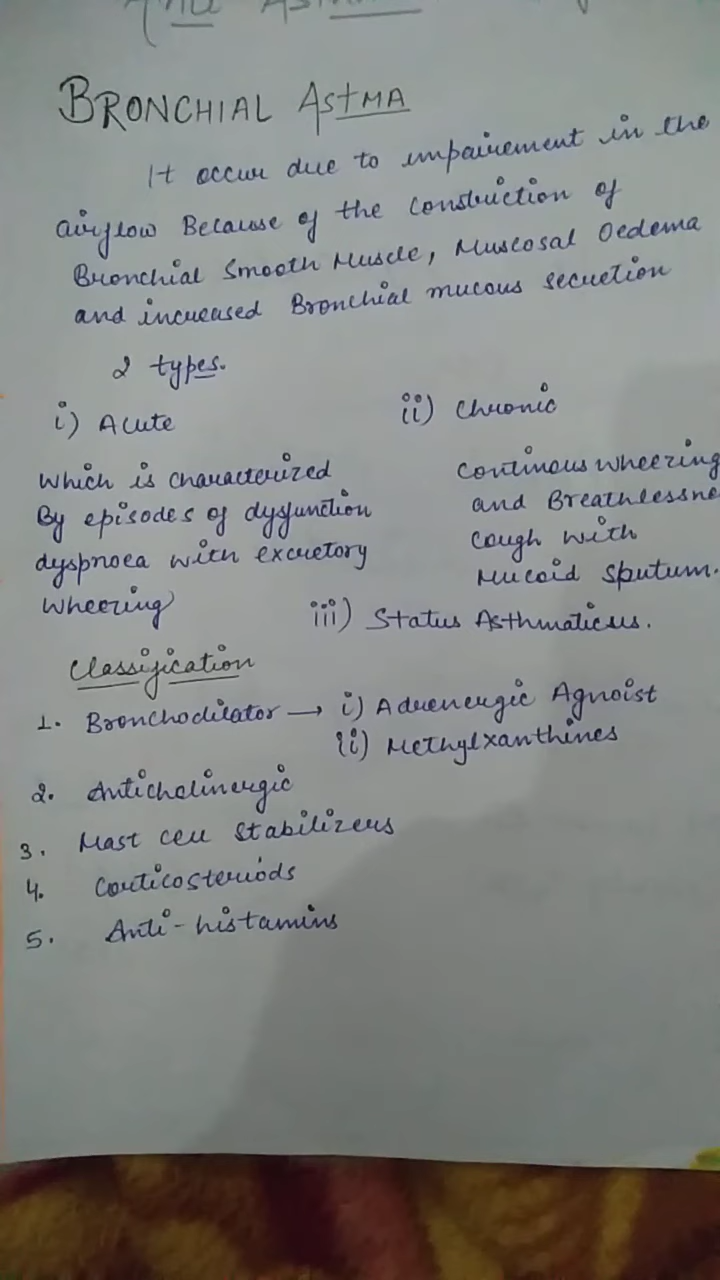 BRONCHIAL ASTMA
It occur due to impairement in the
airflow Because of the construction of
Bronchial Smooth Muscle, Muscosal Oedema
and increased Bronchial mucous secretion
2 types.
i) Acute
which is characterized
By episodes of dysfunction
dyspnoea with excretory
wheezing
ii) Chronic
continous wheezing
and Breathlessne
cough with
Mucoid Sputum.
iii) Status Asthmaticus.
Classification
1. Bronchodilator → i) Adrenergic Agnoist
ii) Methylxanthines
2. Anticholinergic
3. Mast cell Stabilizers
4. Corticosteriods
5. Anti-histamins